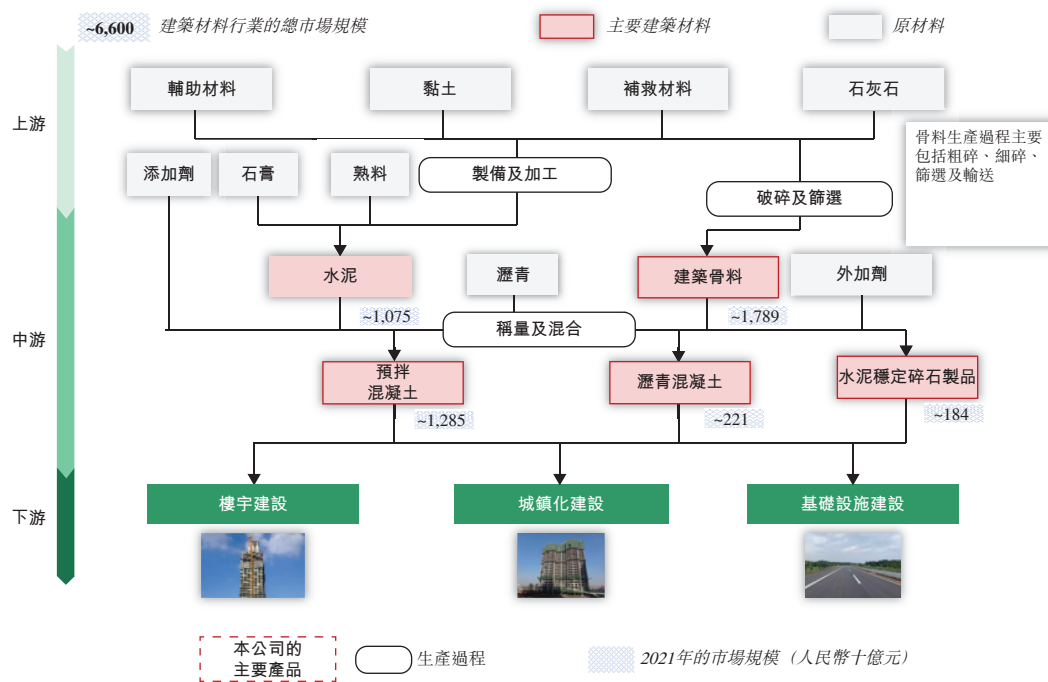 ~6,600 建築材料行業的總市場規模
主要建築材料
原材料
上游
輔助材料
黏土
補救材料
石灰石
骨料生產過程主要
包括粗碎、細碎、
篩選及輸送
添加劑
石膏
熟料
製備及加工
破碎及篩選
中游
水泥
瀝青
建築骨料
外加劑
~1,075
稱量及混合
~1,789
預拌
混凝土
瀝青混凝土
水泥穩定碎石製品
~1,285
~221
~184
下游
樓宇建設
城鎮化建設
基礎設施建設
本公司的
主要產品
生產過程
2021年的市場規模（人民幣十億元）